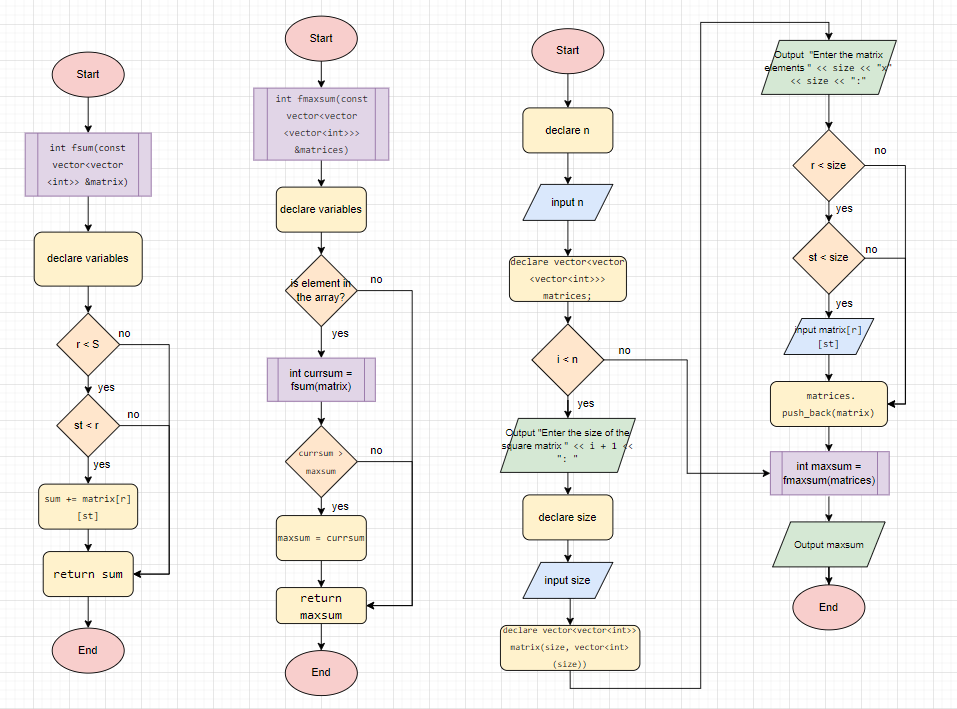 Start
int fsum(const
vector<vector
<int>> &matrix)
declare variables
r < S
no
yes
st < r
no
yes
sum += matrix[r]
[st]
return sum
End
Start
int fmaxsum(const
vector<vector
<vector<int>>>
&matrices)
declare variables
is element in
the array?
no
yes
int currsum =
fsum(matrix)
currsum >
maxsum
no
yes
maxsum = currsum
return
maxsum
End
Start
declare n
input n
declare vector<vector
<vector<int>>>
matrices;
i < n
no
yes
Output "Enter the size of the
square matrix " << i + 1 <<
": "
declare size
input size
declare vector<vector<int>>
matrix(size, vector<int>
(size))
Output "Enter the matrix
elements " << size << "x"
<< size << ":"
r < size
no
yes
st < size
no
yes
input matrix[r]
[st]
matrices.
push_back(matrix)
int maxsum =
fmaxsum(matrices)
Output maxsum
End